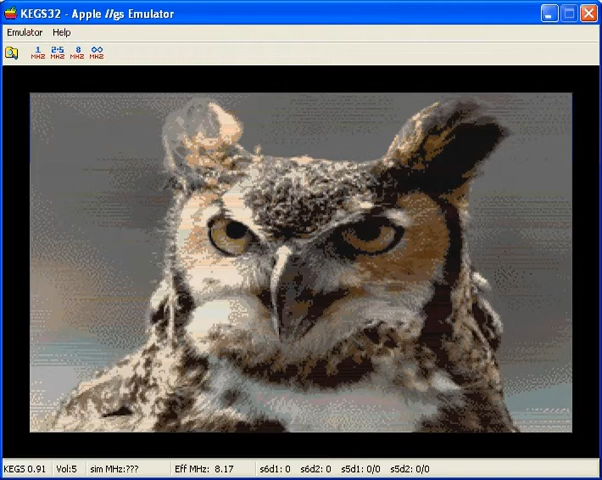 KEGS32 - Apple //gs Emulator
Emulator Help
1 MHZ 2.5 MHZ 8 MHZ ∞ MHZ
KEGS 0.91 Vol:5 sim MHz:??? Eff MHz: 8.17 s6d1: 0 s6d2: 0 s5d1: 0/0 s5d2: 0/0